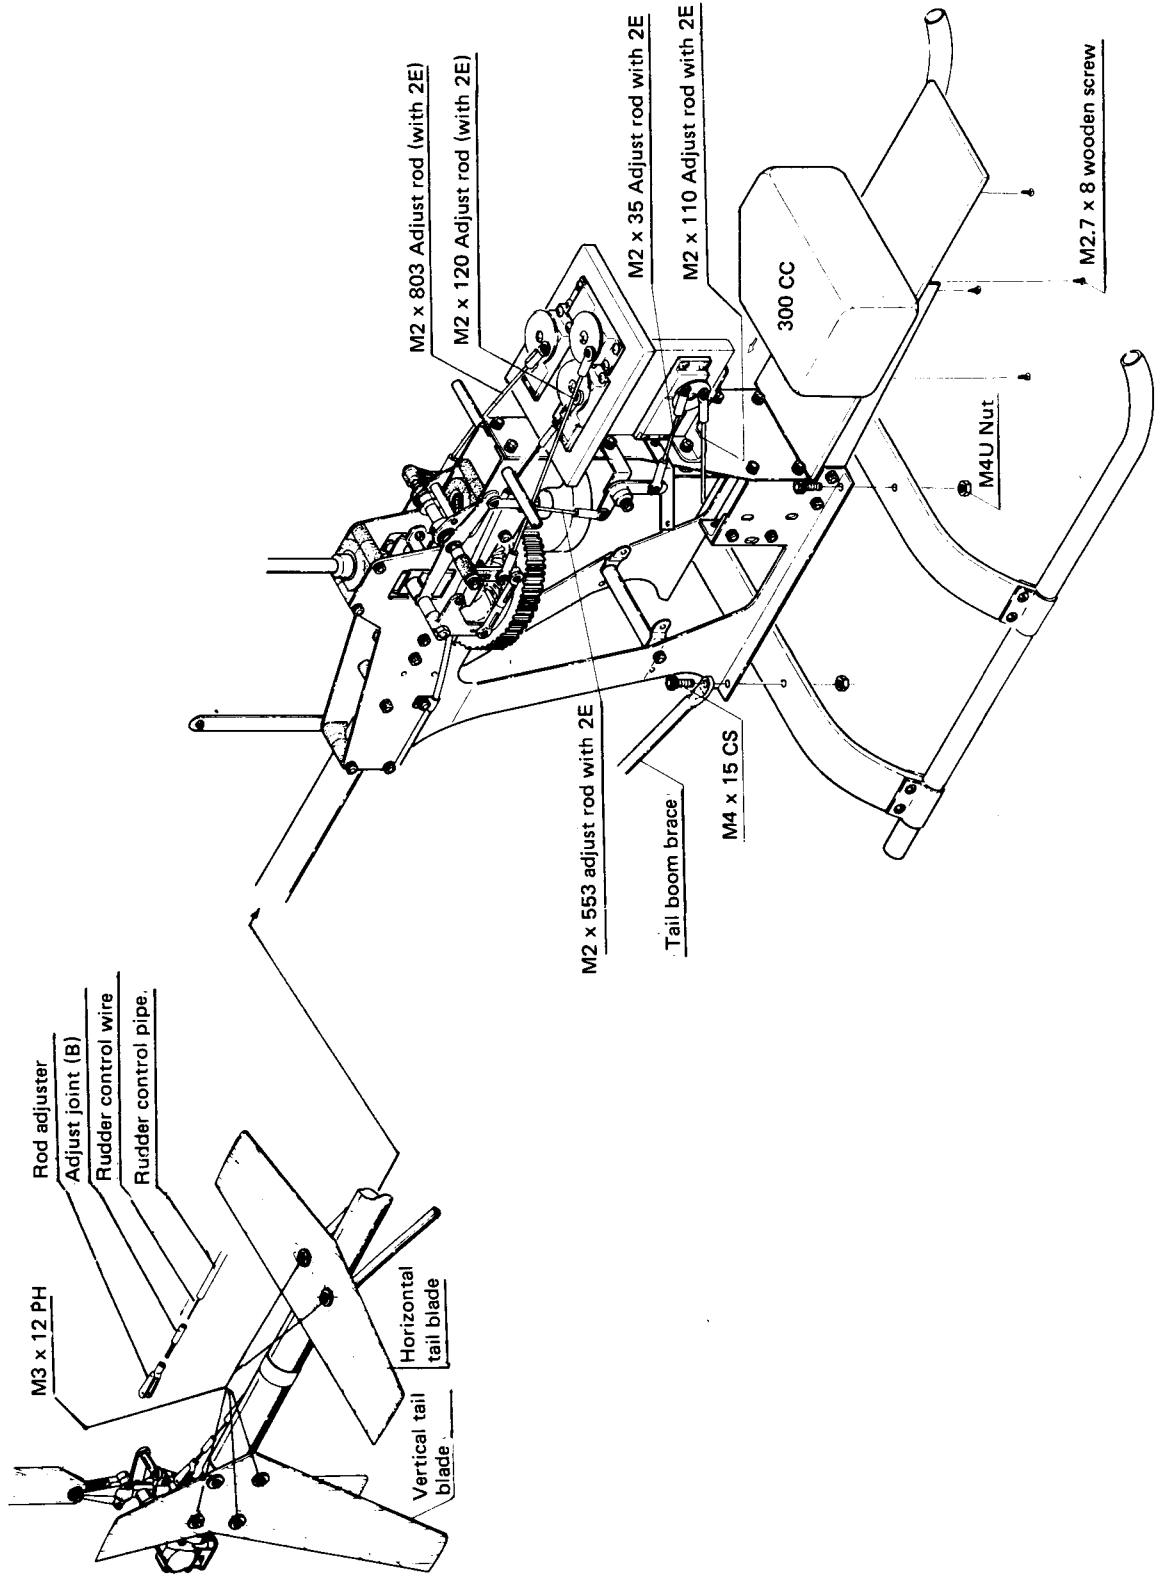 M3 x 12 PH
Rod adjuster
Adjust joint (B)
Rudder control wire
Rudder control pipe
Vertical tail
blade
Horizontal
tail blade
M2 x 803 Adjust rod (with 2E)
M2 x 120 Adjust rod (with 2E)
M2 x 553 adjust rod with 2E
Tail boom brace
M4 x 15 CS
M2 x 35 Adjust rod with 2E
M2 x 110 Adjust rod with 2E
300 CC
M4U Nut
M2.7 x 8 wooden screw